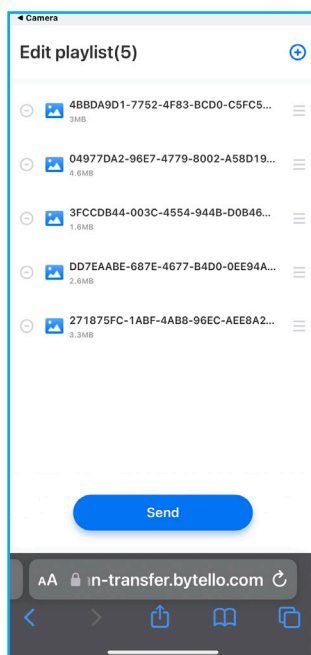 ◀ Camera
Edit playlist(5)
4BBDA9D1-7752-4F83-BCD0-C5FC5...
3MB
04977DA2-96E7-4779-8002-A58D19...
4.6MB
3FCCDB44-003C-4554-944B-D0B46...
1.6MB
DD7EAABE-687E-4677-B4D0-0EE94A...
2.6MB
271875FC-1ABF-4AB8-96EC-AEE8A2...
3.3MB
Send
AA n-transfer.bytello.com